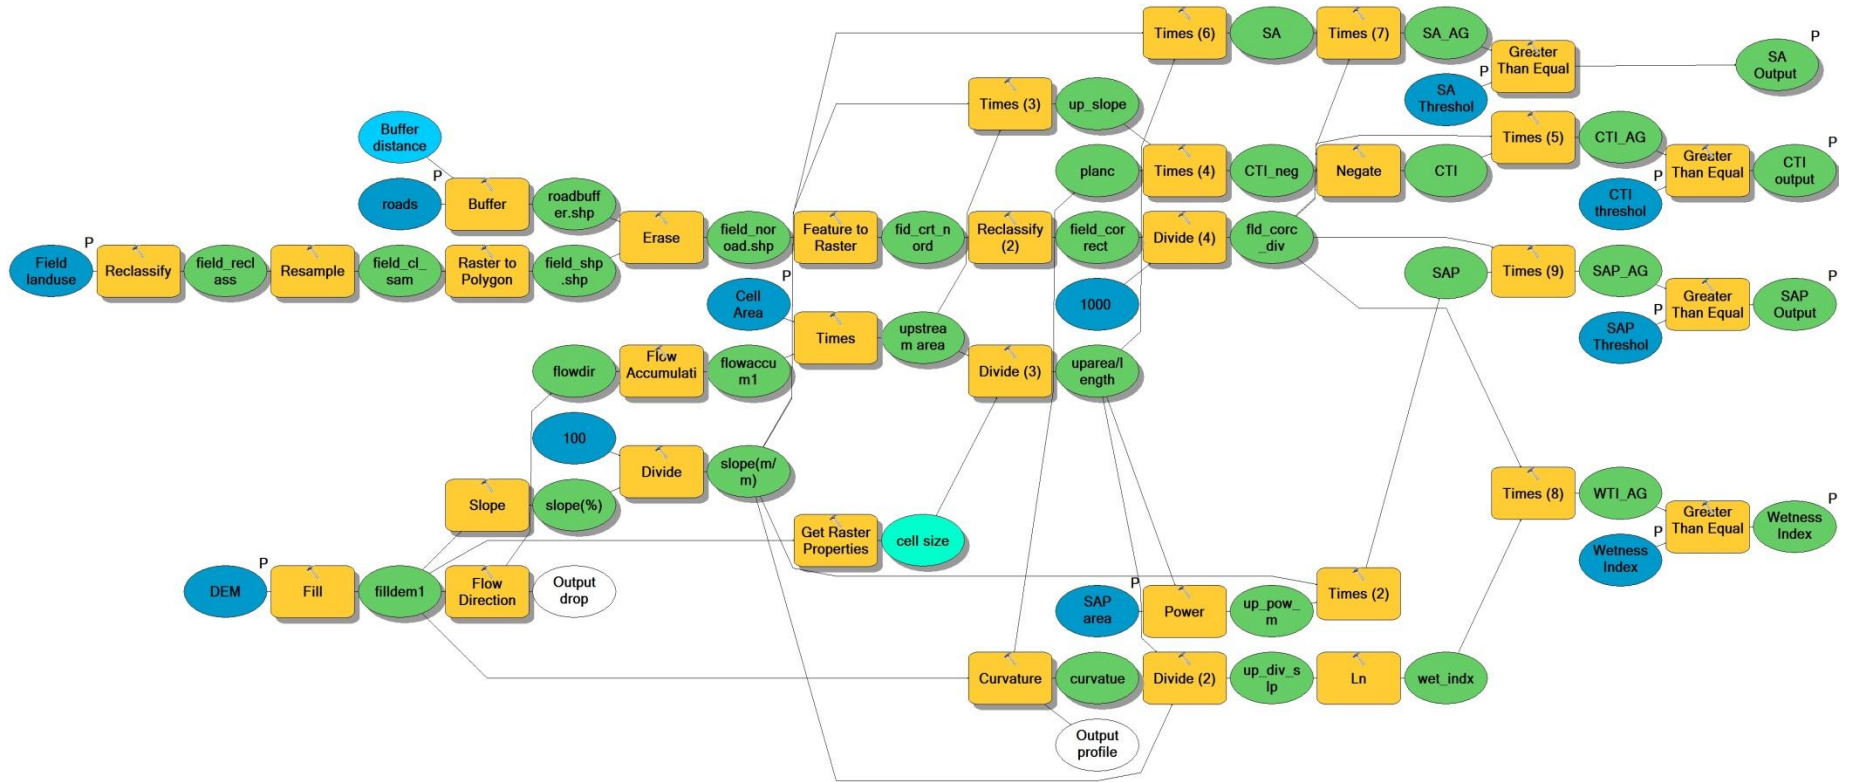 Times (6)
SA
Times (7)
SA_AG
Greater
Than Equal
P
SA
Output
P
SA
Threshol
Times (3)
up_slope
Buffer
distance
P
roads
Buffer
roadbuff
er.shp
planc
Times (4)
CTI_neg
Negate
CTI
Times (5)
CTI_AG
Greater
Than Equal
P
CTI
output
P
CTI
threshol
Erase
field_nor
oad.shp
Feature to
Raster
fid_crt_n
ord
Reclassify
(2)
field_cor
rect
Divide (4)
fld_corc
_div
P
Field
landuse
Reclassify
field_recl
ass
Resample
field_cl_
sam
Raster to
Polygon
field_shp
.shp
SAP
Times (9)
SAP_AG
Greater
Than Equal
P
SAP
Output
P
SAP
Threshol
P
Cell
Area
Times
upstrea
m area
1000
flowdir
Flow
Accumulati
flowaccu
m1
Divide (3)
uparea/l
ength
100
Divide
slope(m/
m)
Slope
slope(%)
Get Raster
Properties
cell size
Times (8)
WTI_AG
Greater
Than Equal
P
Wetness
Index
P
Wetness
Index
P
DEM
Fill
filldem1
Flow
Direction
Output
drop
P
SAP
area
Power
up_pow_
m
Times (2)
Curvature
curvatue
Divide (2)
up_div_s
lp
Ln
wet_indx
Output
profile